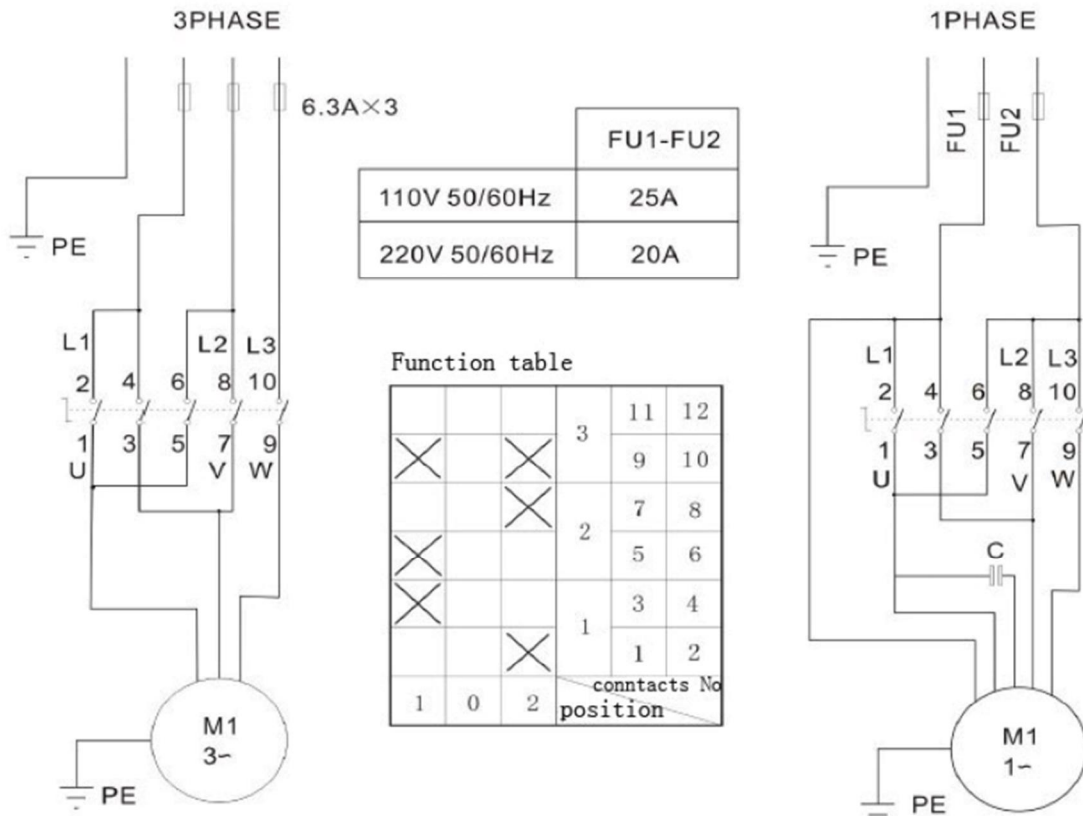 3PHASE
1PHASE
6.3A×3
FU1
FU2
PE
FU1-FU2
110V 50/60Hz 25A
220V 50/60Hz 20A
PE
L1 L2 L3
2 4 6 8 10
1 3 5 7 9
U V W
M1
3~
PE
Function table
3 11 12
9 10
2 7 8
5 6
1 3 4
1 2
conntacts No
1 0 2 position
L1 L2 L3
2 4 6 8 10
1 3 5 7 9
U V W
C
M1
1~
PE